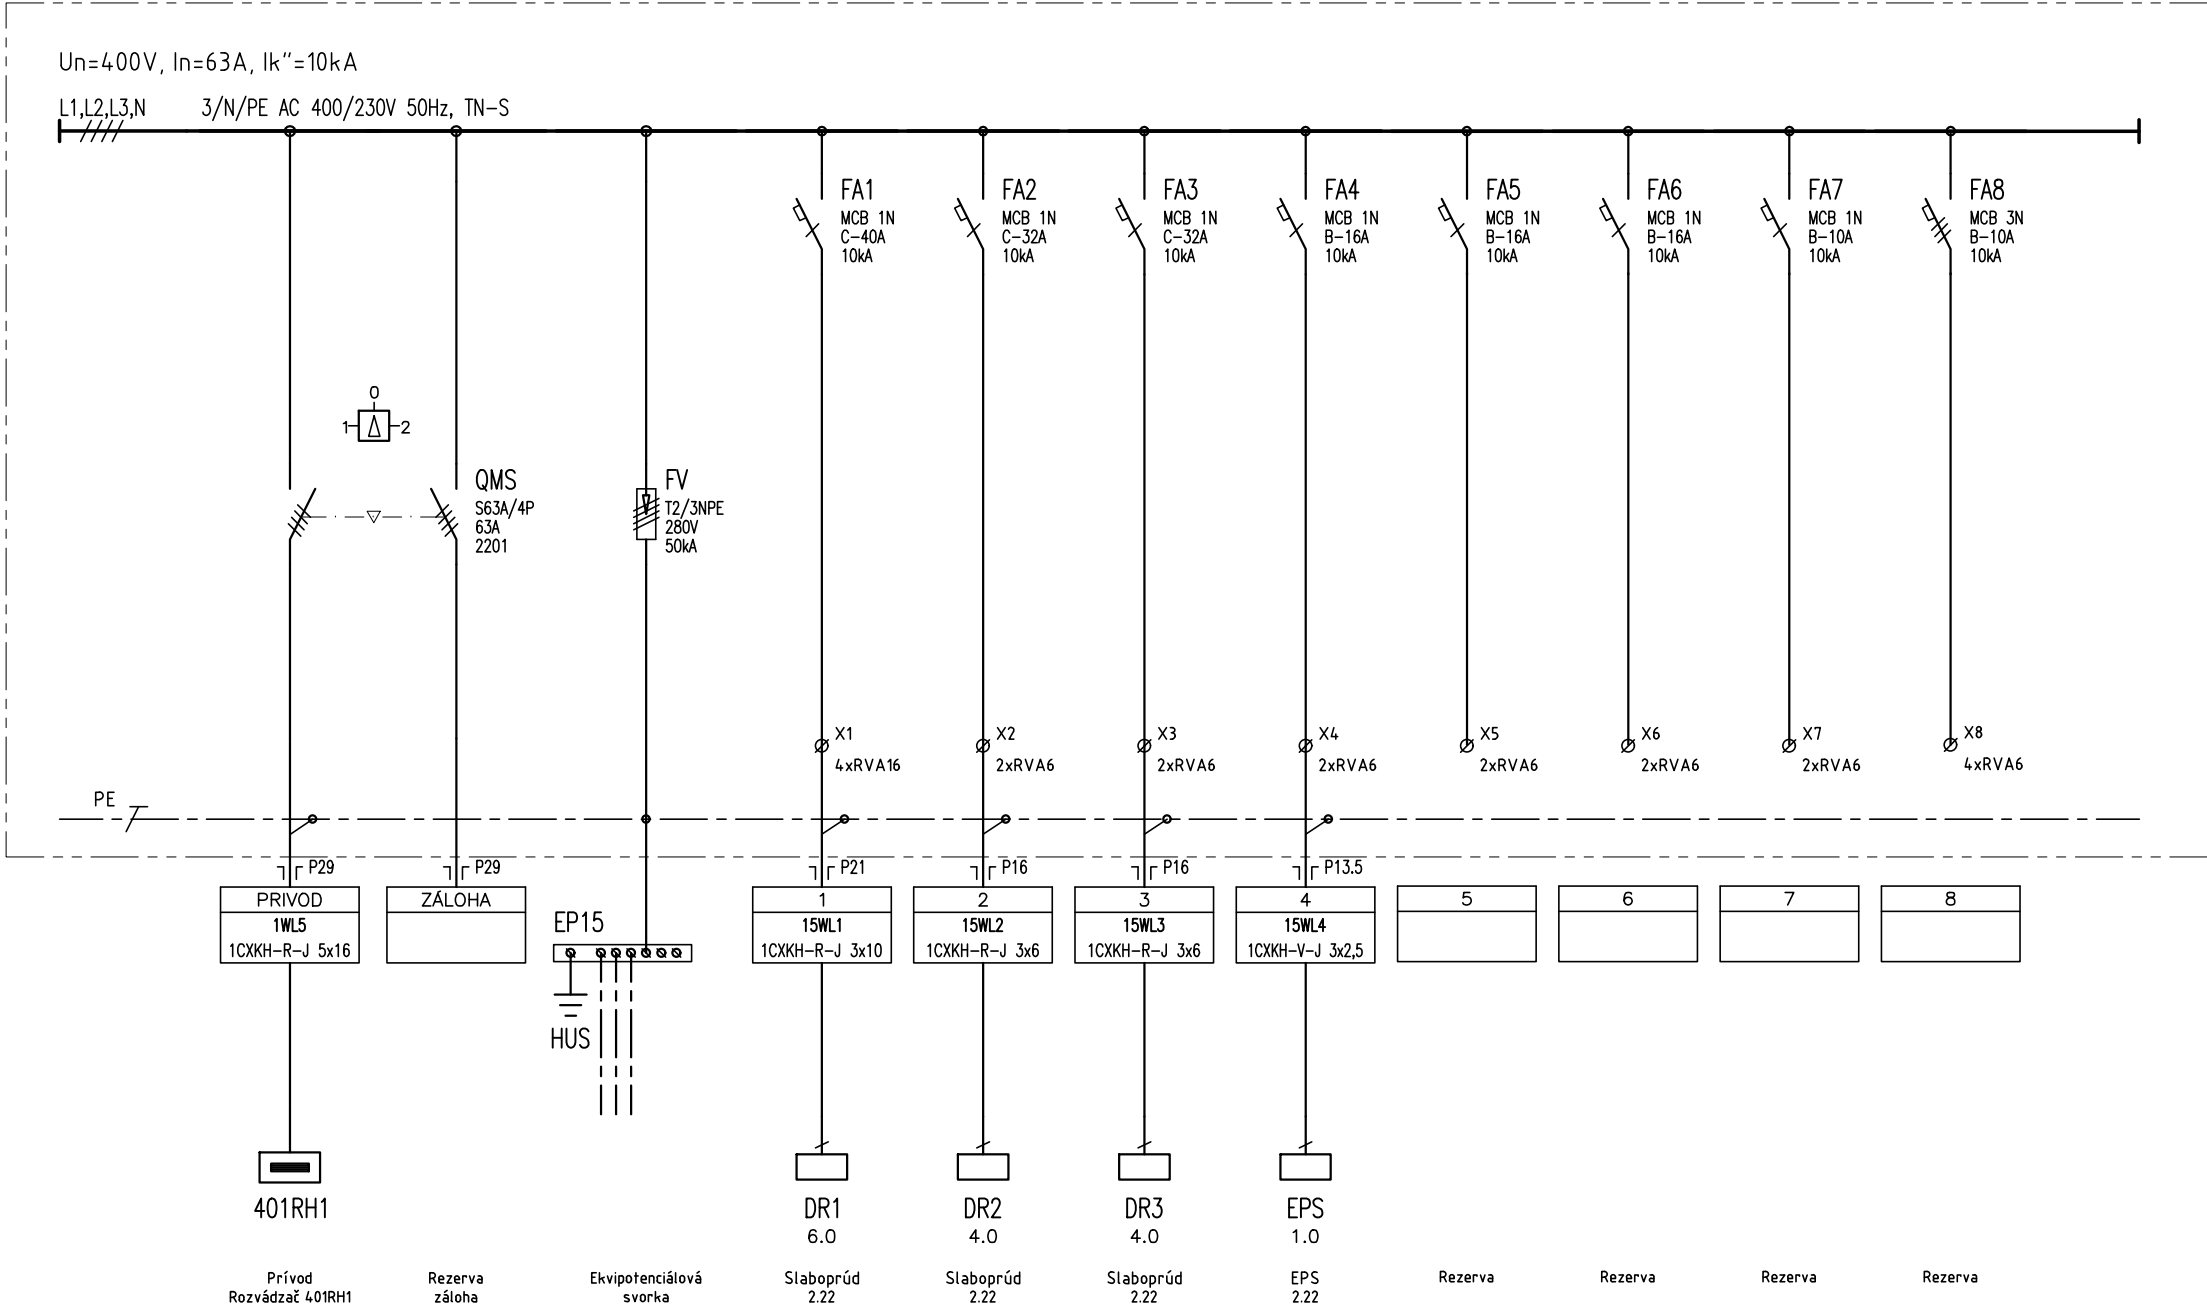 Un=400V, In=63A, Ik''=10kA
L1,L2,L3,N 3/N/PE AC 400/230V 50Hz, TN-S
FA1
MCB 1N
C-40A
10kA
FA2
MCB 1N
C-32A
10kA
FA3
MCB 1N
C-32A
10kA
FA4
MCB 1N
B-16A
10kA
FA5
MCB 1N
B-16A
10kA
FA6
MCB 1N
B-16A
10kA
FA7
MCB 1N
B-10A
10kA
FA8
MCB 3N
B-10A
10kA
0
1 2
QMS
S63A/4P
63A
2201
FV
T2/3NPE
280V
50kA
X1
4xRVA16
X2
2xRVA6
X3
2xRVA6
X4
2xRVA6
X5
2xRVA6
X6
2xRVA6
X7
2xRVA6
X8
4xRVA6
PE
P29 P29 P21 P16 P16 P13.5
PRIVOD
1WL5
1CXKH-R-J 5x16
ZÁLOHA
EP15
HUS
1
15WL1
1CXKH-R-J 3x10
2
15WL2
1CXKH-R-J 3x6
3
15WL3
1CXKH-R-J 3x6
4
15WL4
1CXKH-V-J 3x2,5
5
6
7
8
401RH1
DR1
6.0
DR2
4.0
DR3
4.0
EPS
1.0
Prívod
Rozvádzač 401RH1
Rezerva
záloha
Ekvipotenciálová
svorka
Slaboprúd
2.22
Slaboprúd
2.22
Slaboprúd
2.22
EPS
2.22
Rezerva
Rezerva
Rezerva
Rezerva